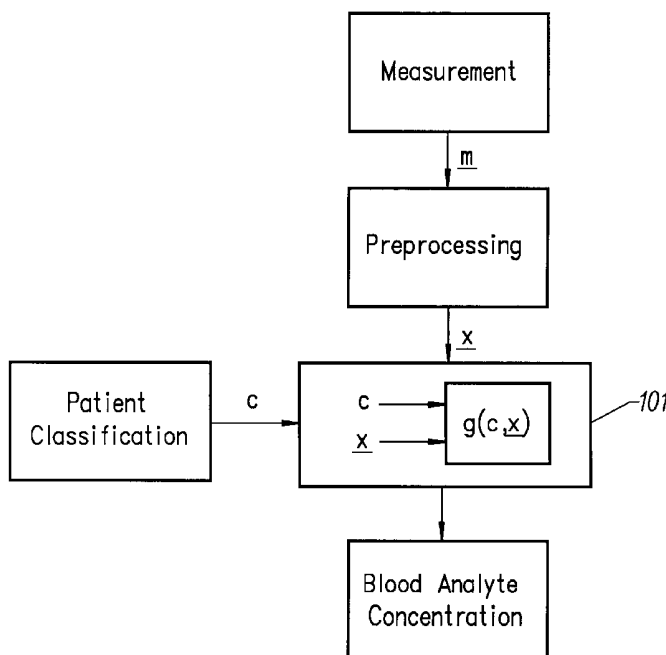 Measurement
m
Preprocessing
x
Patient
Classification
c
c
x
g(c,x)
101
Blood Analyte
Concentration